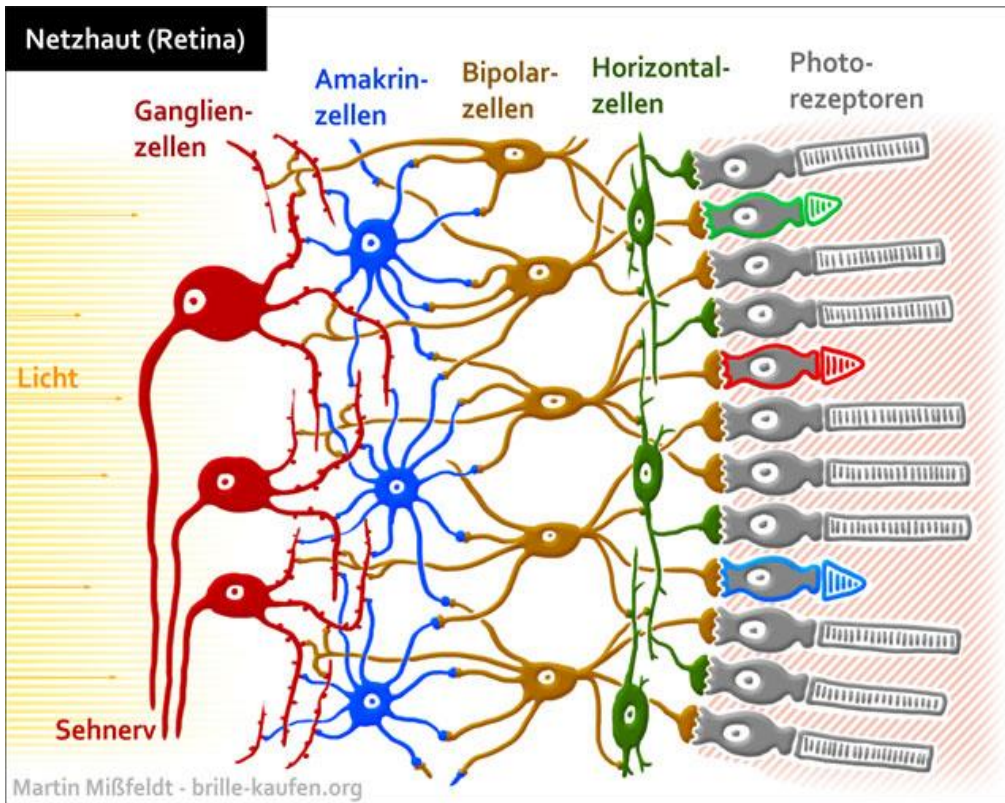 Netzhaut (Retina)
Ganglien-
zellen
Amakrin-
zellen
Bipolar-
zellen
Horizontal-
zellen
Photo-
rezeptoren
Licht
Sehnerv
Martin Mißfeldt - brille-kaufen.org